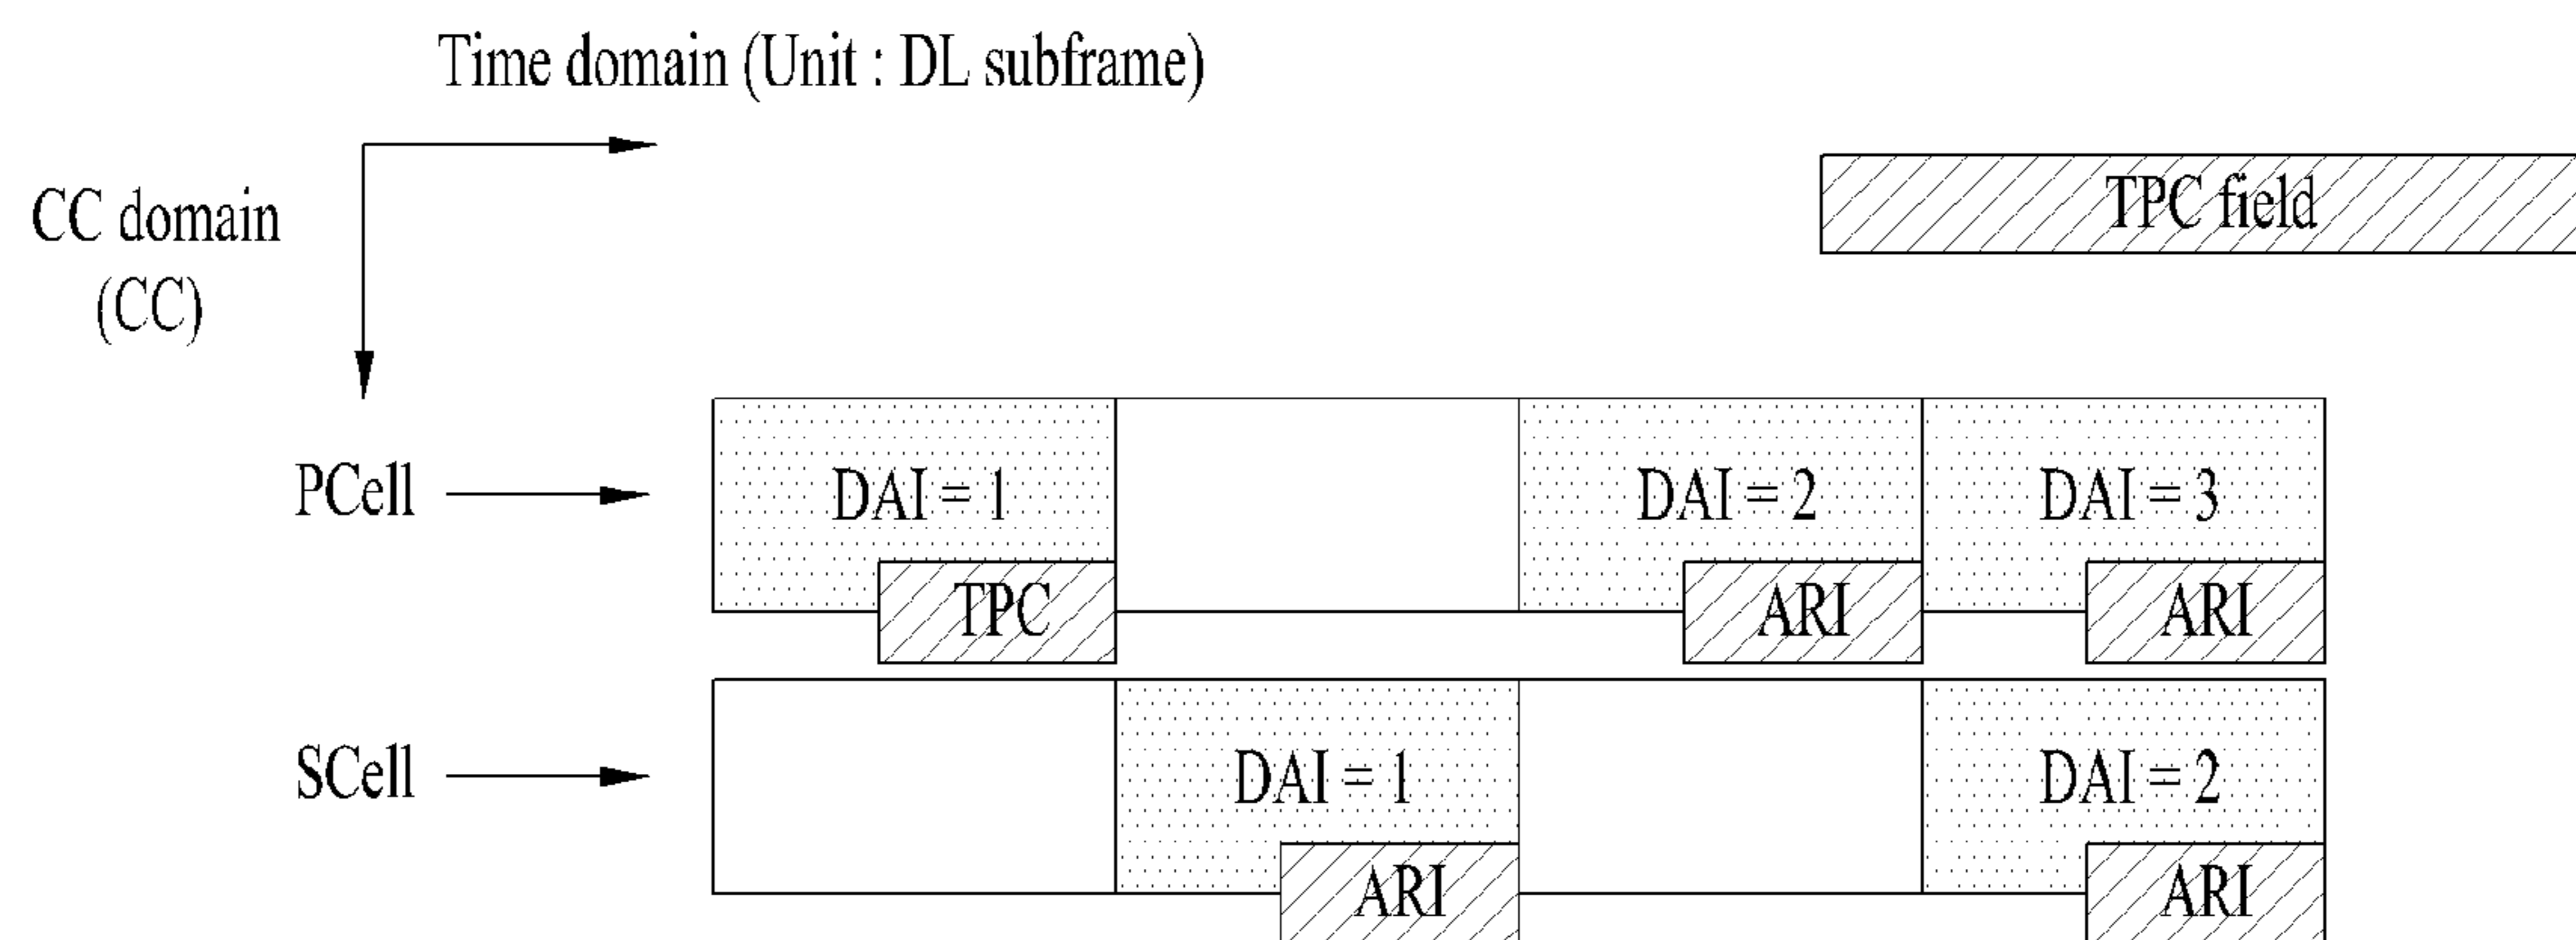 Time domain (Unit : DL subframe)
CC domain
(CC)
TPC field
PCell
DAI = 1
DAI = 2
DAI = 3
TPC
ARI
ARI
SCell
DAI = 1
DAI = 2
ARI
ARI